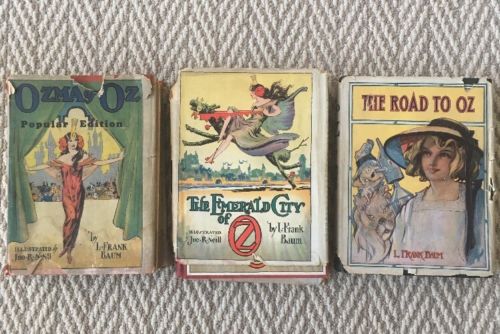 OZMA of OZ
Popular Edition
ILLUSTRATED by
Jno. R. Neill
by
L. FRANK
BAUM
The Emerald City
of OZ
ILLUSTRATED by
Jno. R. Neill
by L. Frank
Baum
THE ROAD TO OZ
L. FRANK BAUM